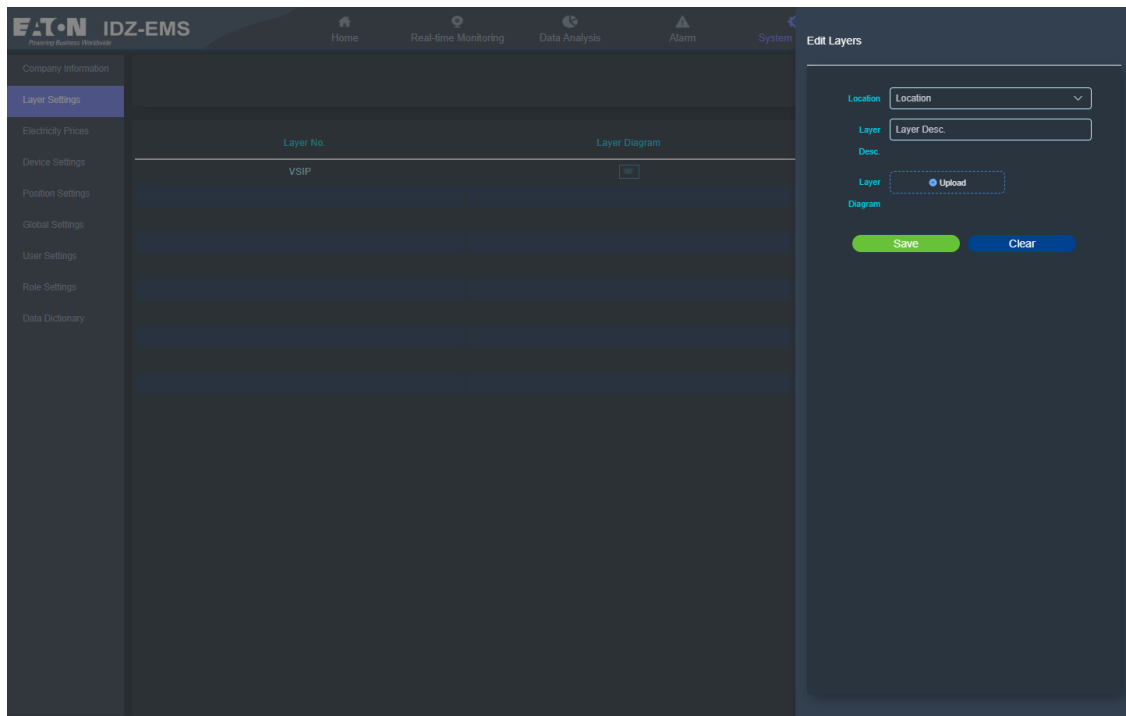 EATON IDZ-EMS
Powering Business Worldwide
Home
Real-time Monitoring
Data Analysis
Alarm
System
Company Information
Layer Settings
Electricity Prices
Device Settings
Position Settings
Global Settings
User Settings
Role Settings
Data Dictionary
Layer No.
Layer Diagram
VSIP
Edit Layers
Location
Location
Layer
Desc.
Layer Desc.
Layer
Diagram
Upload
Save
Clear